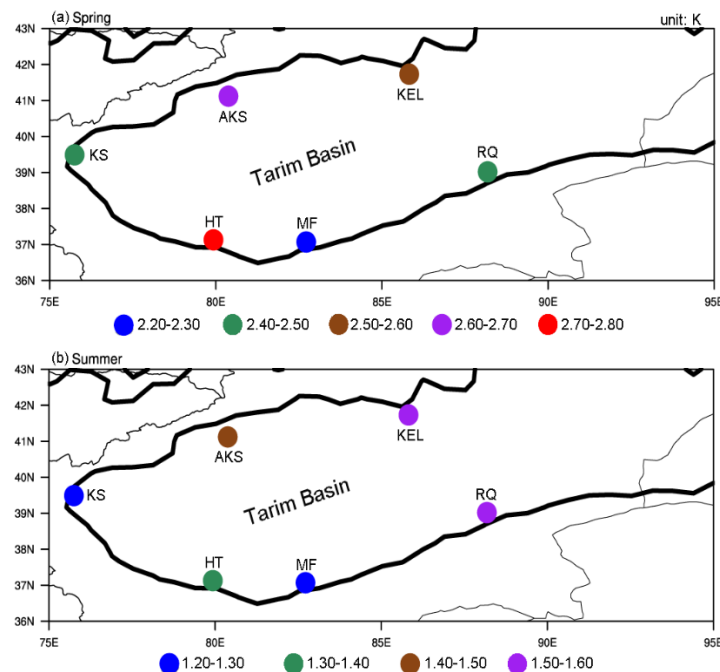 (a) Spring unit: K
43N
42N
41N
40N
39N
38N
37N
36N
KEL
AKS
KS
RQ
Tarim Basin
HT MF
75E 80E 85E 90E 95E
2.20-2.30 2.40-2.50 2.50-2.60 2.60-2.70 2.70-2.80
(b) Summer
43N
42N
41N
40N
39N
38N
37N
36N
KEL
AKS
KS
RQ
Tarim Basin
HT MF
75E 80E 85E 90E 95E
1.20-1.30 1.30-1.40 1.40-1.50 1.50-1.60